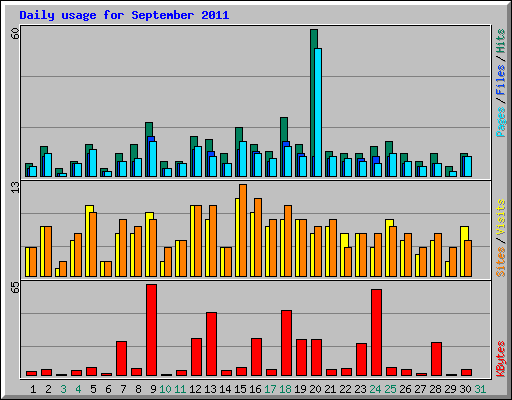 Daily usage for September 2011
60
Pages / Files / Hits
13
Sites / Visits
65
KBytes
1 2 3 4 5 6 7 8 9 10 11 12 13 14 15 16 17 18 19 20 21 22 23 24 25 26 27 28 29 30 31